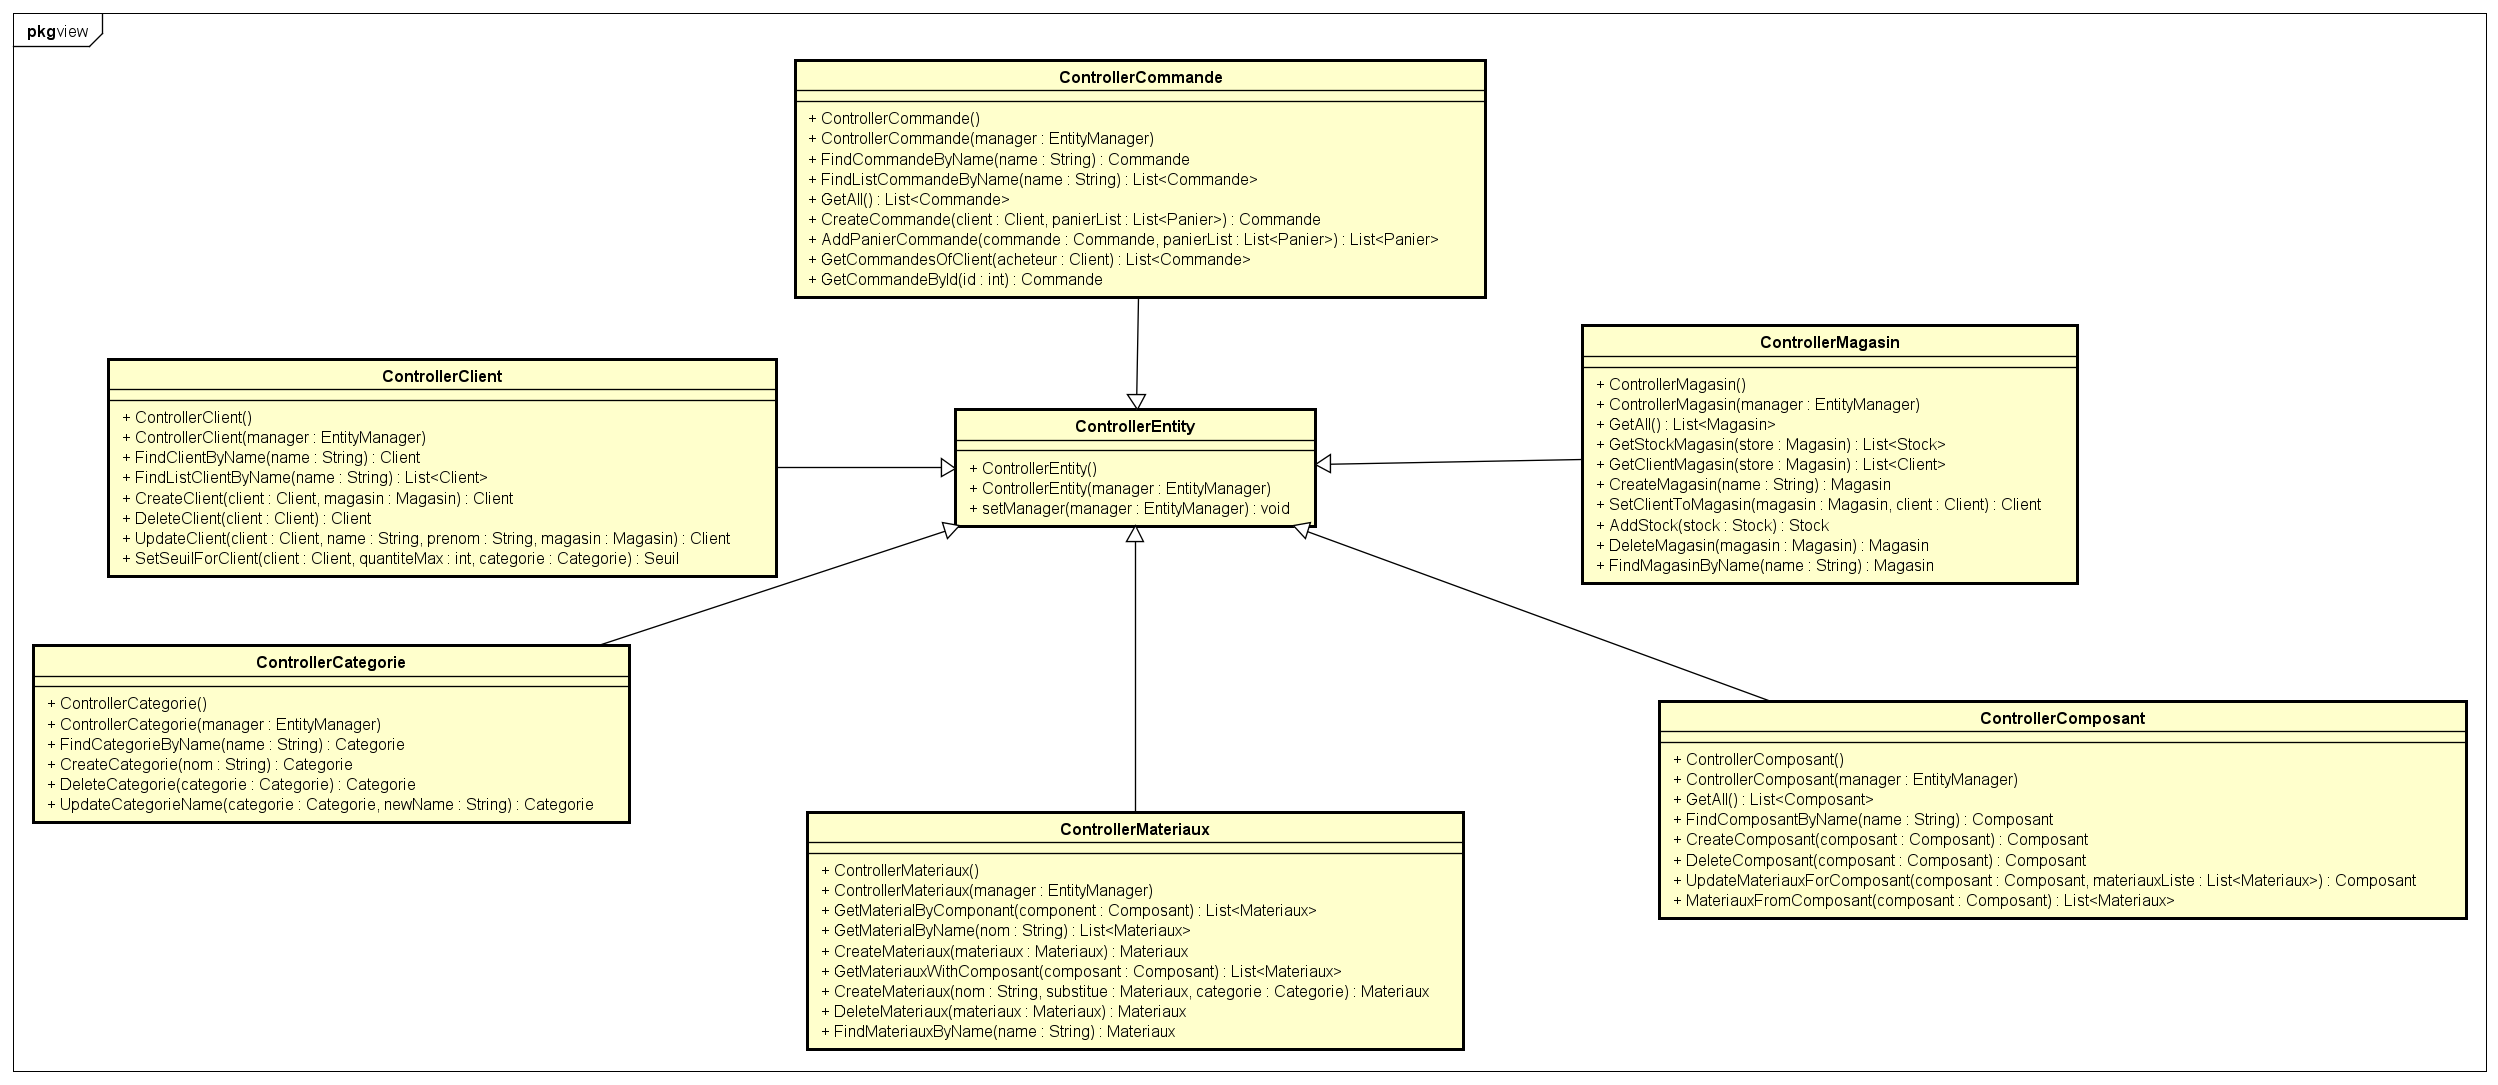 pkg view
ControllerCommande
+ ControllerCommande()
+ ControllerCommande(manager : EntityManager)
+ FindCommandeByName(name : String) : Commande
+ FindListCommandeByName(name : String) : List<Commande>
+ GetAll() : List<Commande>
+ CreateCommande(client : Client, panierList : List<Panier>) : Commande
+ AddPanierCommande(commande : Commande, panierList : List<Panier>) : List<Panier>
+ GetCommandesOfClient(acheteur : Client) : List<Commande>
+ GetCommandeById(id : int) : Commande
ControllerClient
+ ControllerClient()
+ ControllerClient(manager : EntityManager)
+ FindClientByName(name : String) : Client
+ FindListClientByName(name : String) : List<Client>
+ CreateClient(client : Client, magasin : Magasin) : Client
+ DeleteClient(client : Client) : Client
+ UpdateClient(client : Client, name : String, prenom : String, magasin : Magasin) : Client
+ SetSeuilForClient(client : Client, quantiteMax : int, categorie : Categorie) : Seuil
ControllerEntity
+ ControllerEntity()
+ ControllerEntity(manager : EntityManager)
+ setManager(manager : EntityManager) : void
ControllerMagasin
+ ControllerMagasin()
+ ControllerMagasin(manager : EntityManager)
+ GetAll() : List<Magasin>
+ GetStockMagasin(store : Magasin) : List<Stock>
+ GetClientMagasin(store : Magasin) : List<Client>
+ CreateMagasin(name : String) : Magasin
+ SetClientToMagasin(magasin : Magasin, client : Client) : Client
+ AddStock(stock : Stock) : Stock
+ DeleteMagasin(magasin : Magasin) : Magasin
+ FindMagasinByName(name : String) : Magasin
ControllerCategorie
+ ControllerCategorie()
+ ControllerCategorie(manager : EntityManager)
+ FindCategorieByName(name : String) : Categorie
+ CreateCategorie(nom : String) : Categorie
+ DeleteCategorie(categorie : Categorie) : Categorie
+ UpdateCategorieName(categorie : Categorie, newName : String) : Categorie
ControllerMateriaux
+ ControllerMateriaux()
+ ControllerMateriaux(manager : EntityManager)
+ GetMaterialByComponant(component : Composant) : List<Materiaux>
+ GetMaterialByName(nom : String) : List<Materiaux>
+ CreateMateriaux(materiaux : Materiaux) : Materiaux
+ GetMateriauxWithComposant(composant : Composant) : List<Materiaux>
+ CreateMateriaux(nom : String, substitue : Materiaux, categorie : Categorie) : Materiaux
+ DeleteMateriaux(materiaux : Materiaux) : Materiaux
+ FindMateriauxByName(name : String) : Materiaux
ControllerComposant
+ ControllerComposant()
+ ControllerComposant(manager : EntityManager)
+ GetAll() : List<Composant>
+ FindComposantByName(name : String) : Composant
+ CreateComposant(composant : Composant) : Composant
+ DeleteComposant(composant : Composant) : Composant
+ UpdateMateriauxForComposant(composant : Composant, materiauxListe : List<Materiaux>) : Composant
+ MateriauxFromComposant(composant : Composant) : List<Materiaux>